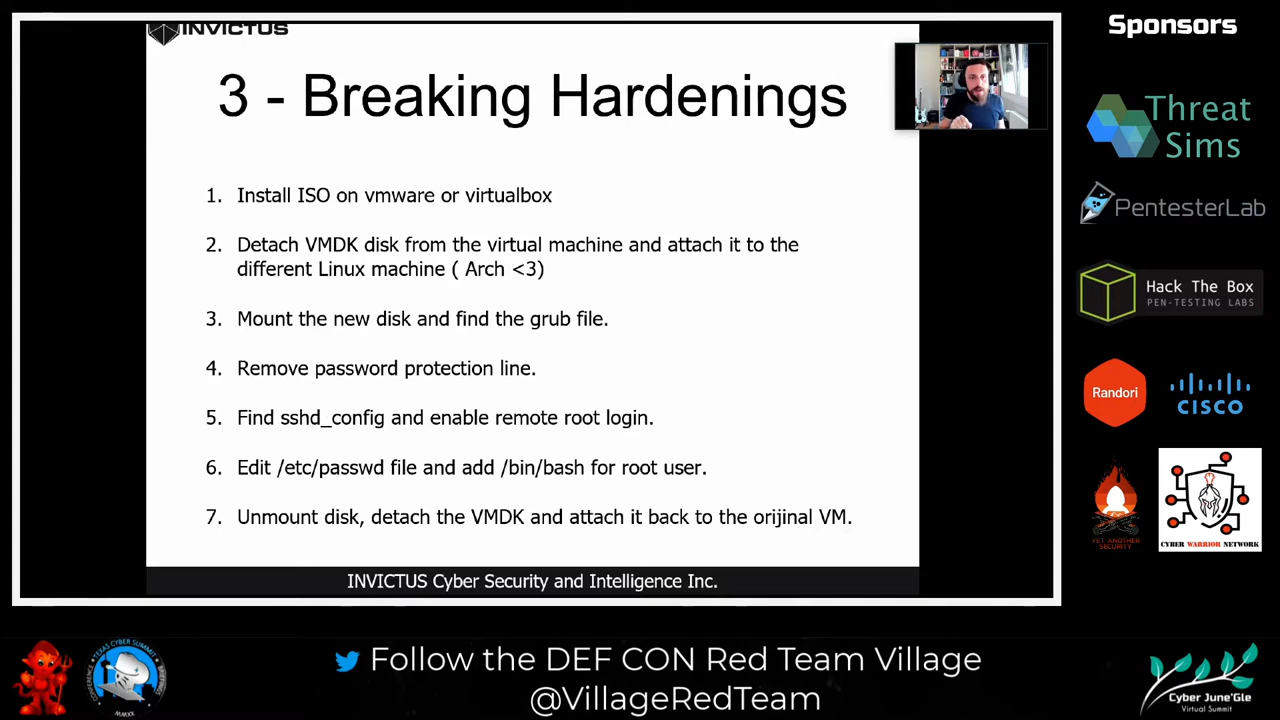 INVICTUS
3 - Breaking Hardenings
1. Install ISO on vmware or virtualbox
2. Detach VMDK disk from the virtual machine and attach it to the
different Linux machine ( Arch <3)
3. Mount the new disk and find the grub file.
4. Remove password protection line.
5. Find sshd_config and enable remote root login.
6. Edit /etc/passwd file and add /bin/bash for root user.
7. Unmount disk, detach the VMDK and attach it back to the orijinal VM.
INVICTUS Cyber Security and Intelligence Inc.
Sponsors
Threat
Sims
PentesterLab
Hack The Box
PEN-TESTING LABS
Randori
CISCO
YET ANOTHER
SECURITY
CYBER WARRIOR NETWORK
TEXAS CYBER SUMMIT
CONFERENCE
BRIEFINGS
MMXX
Follow the DEF CON Red Team Village
@VillageRedTeam
Cyber June'Gle
Virtual Summit